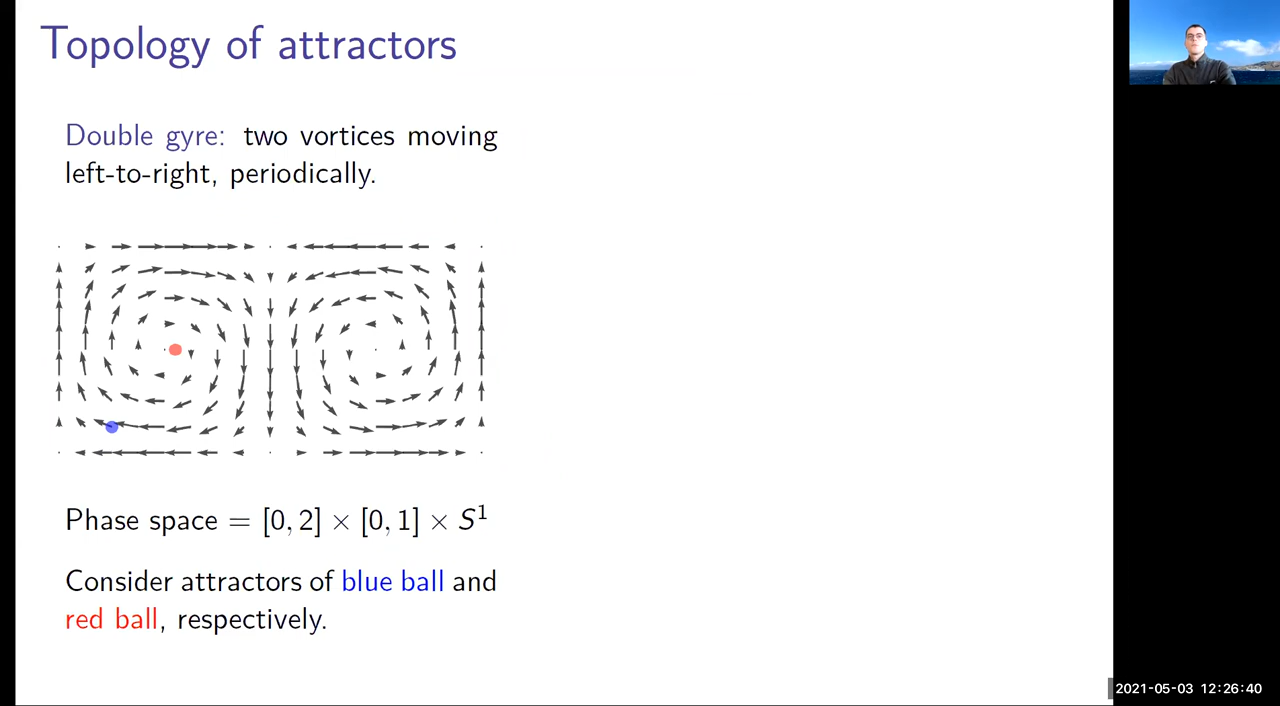 Topology of attractors
Double gyre: two vortices moving
left-to-right, periodically.
Phase space = [0, 2] × [0, 1] × S¹
Consider attractors of blue ball and
red ball, respectively.
2021-05-03 12:26:40